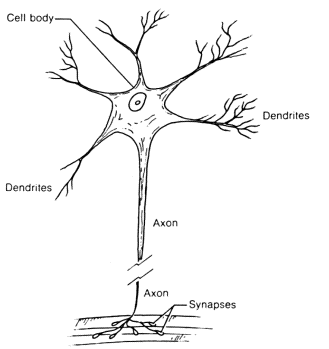 Cell body
Dendrites
Dendrites
Axon
Axon
Synapses